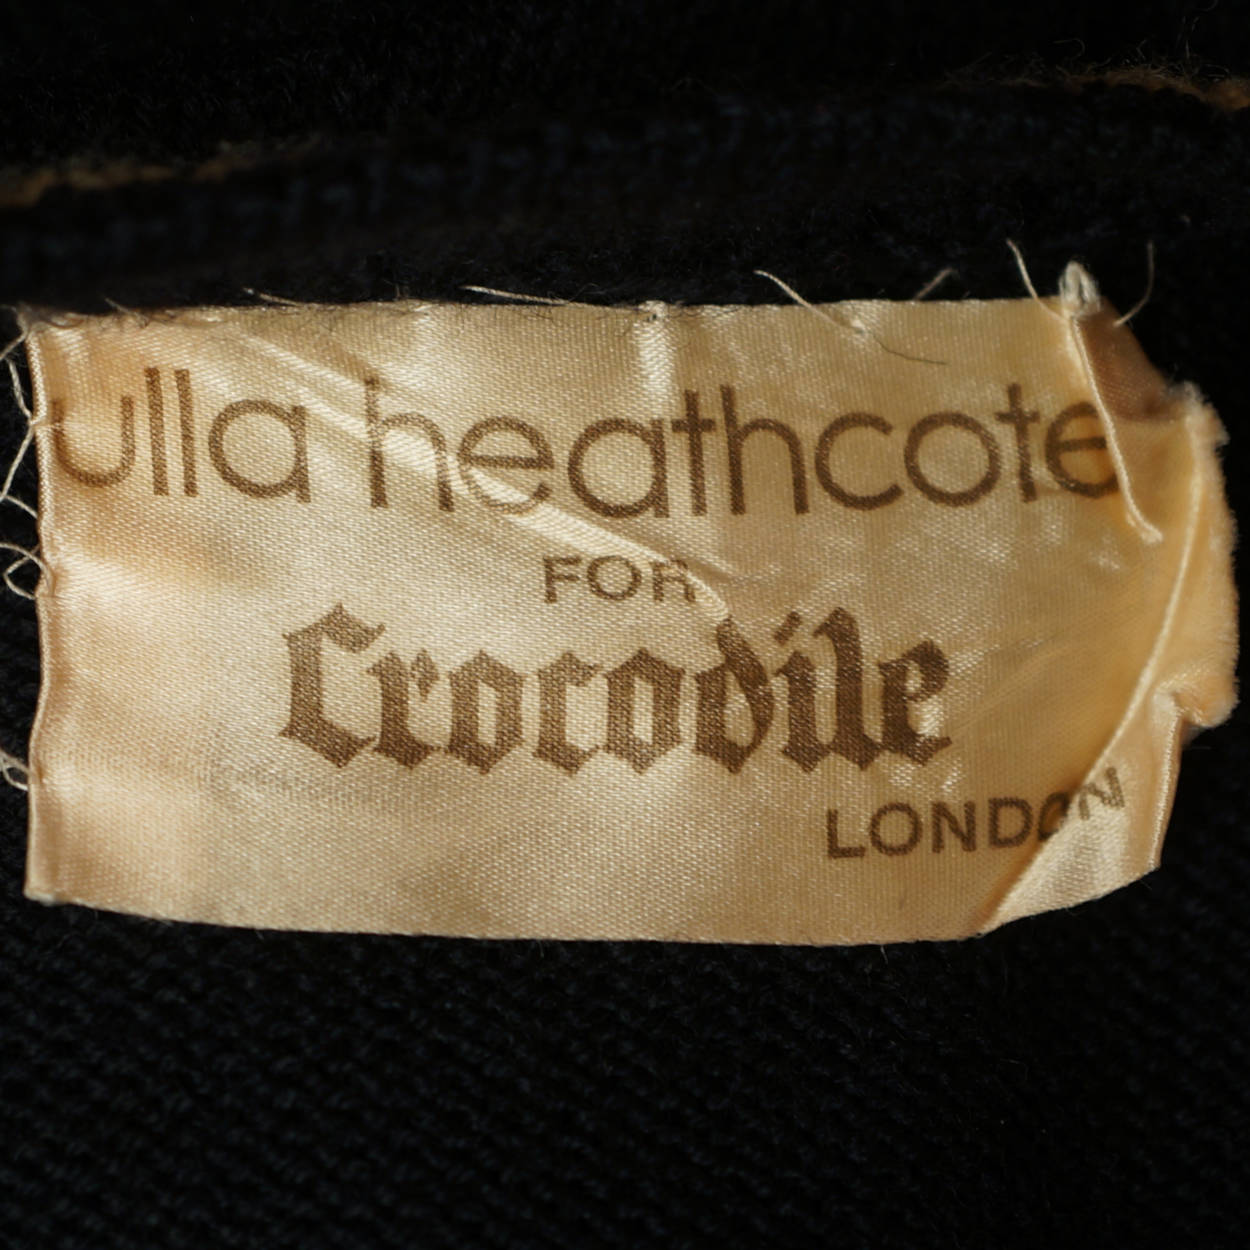 ulla heathcote
FOR
Crocodile
LONDON